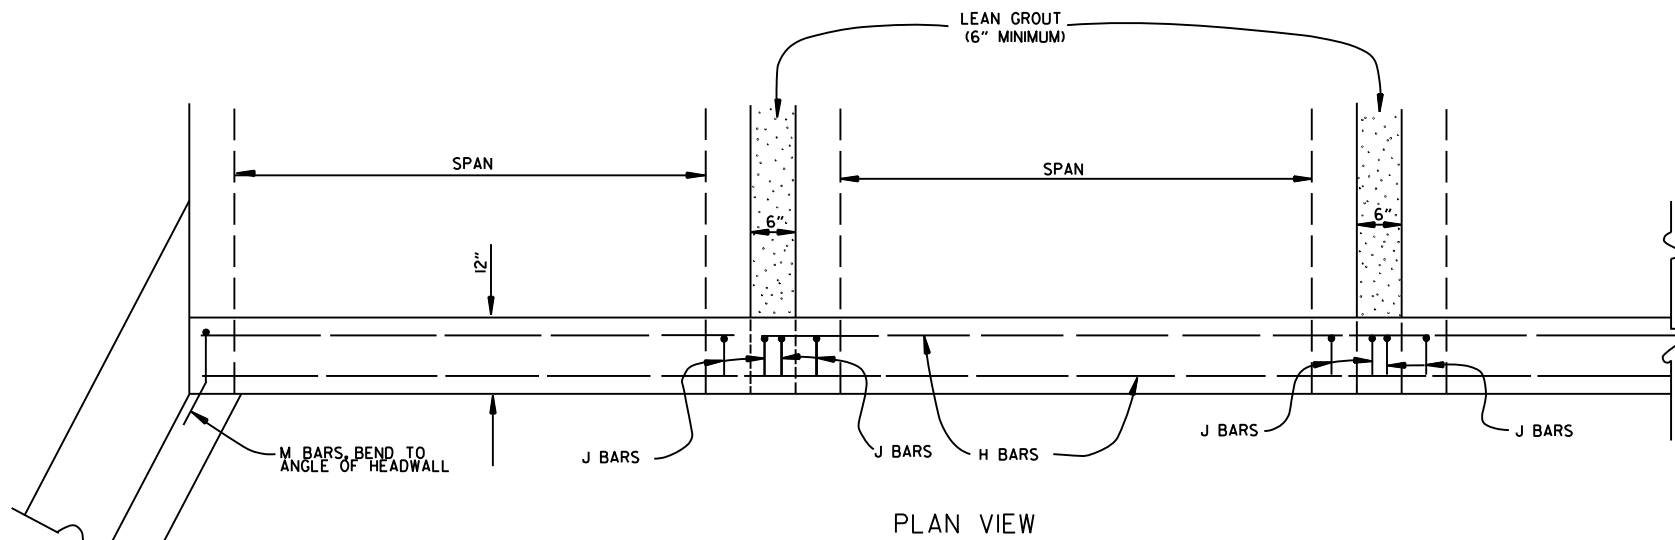 LEAN GROUT
(6" MINIMUM)
SPAN
SPAN
6"
6"
12"
M BARS, BEND TO
ANGLE OF HEADWALL
J BARS
J BARS
H BARS
J BARS
J BARS
PLAN VIEW